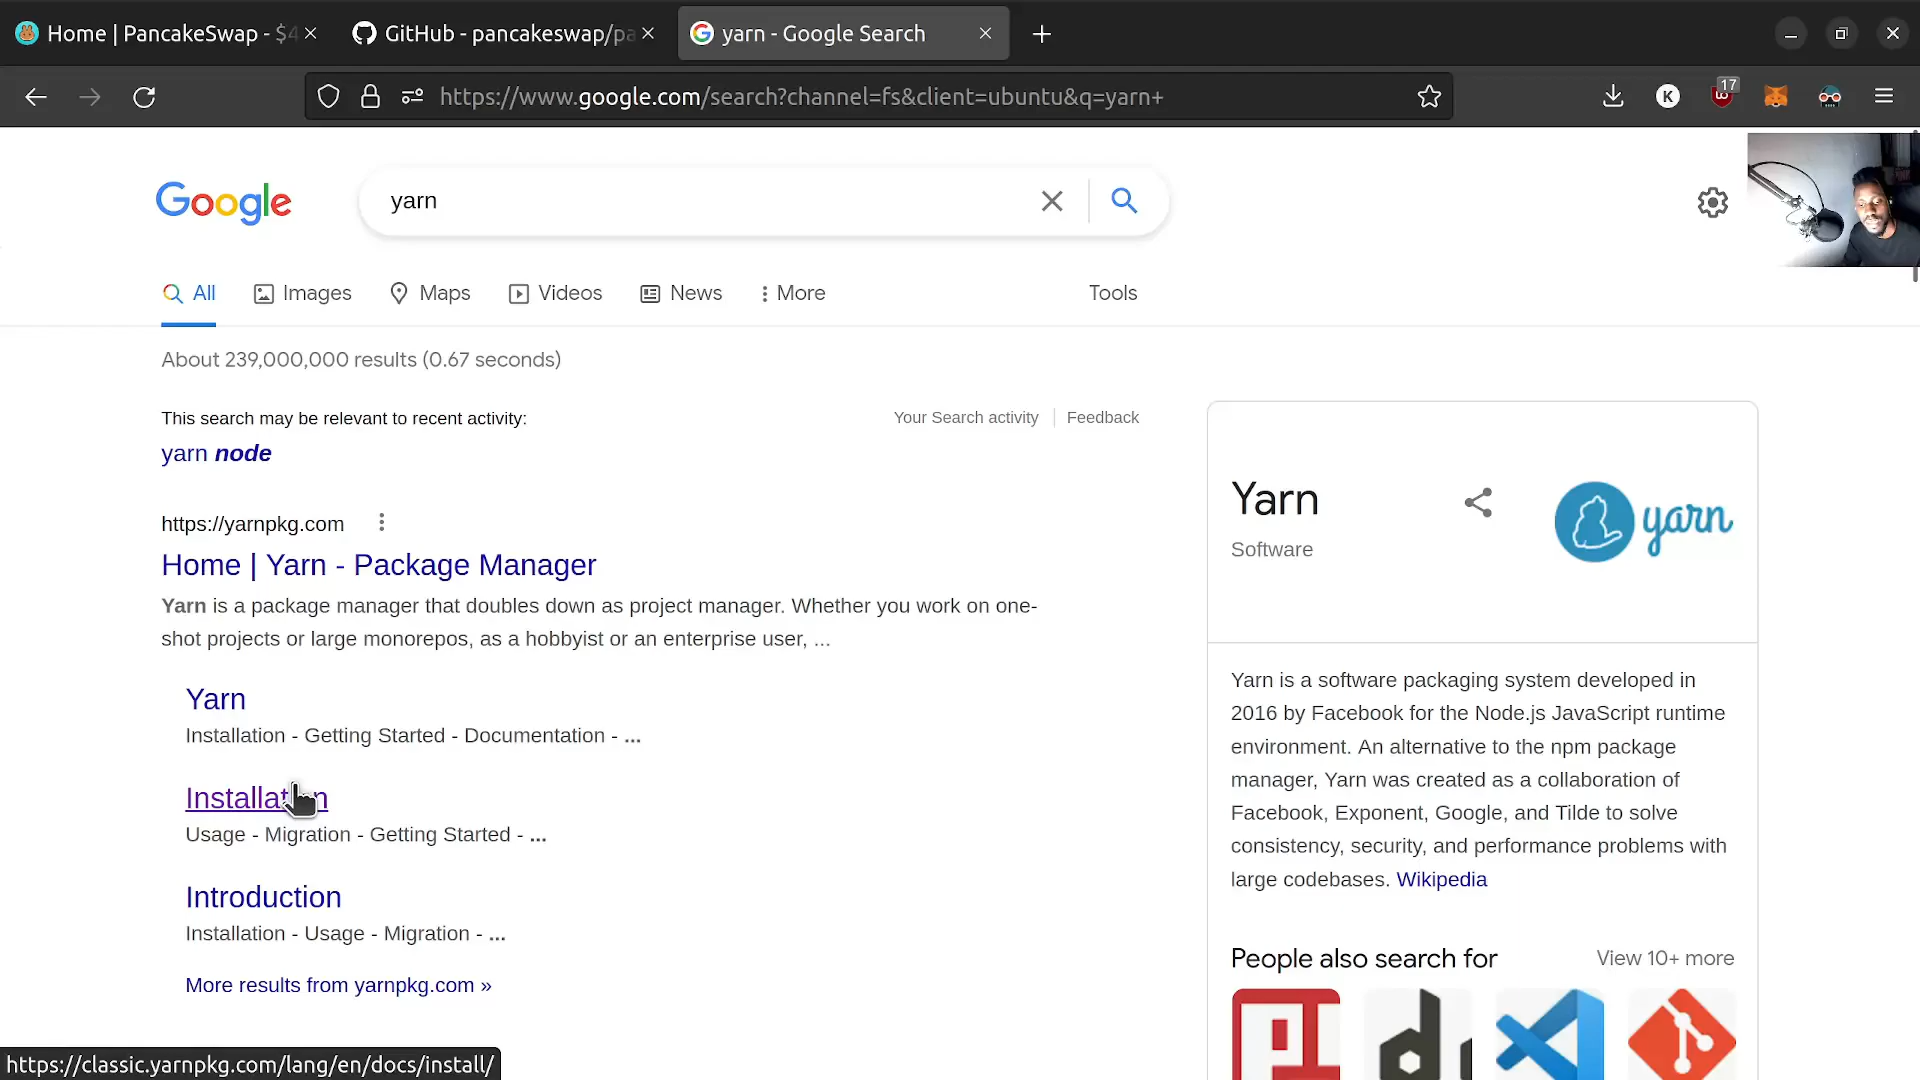 Home | PancakeSwap - $4
GitHub - pancakeswap/pa
yarn - Google Search
https://www.google.com/search?channel=fs&client=ubuntu&q=yarn+
K
17
Google
yarn
All
Images
Maps
Videos
News
More
Tools
About 239,000,000 results (0.67 seconds)
This search may be relevant to recent activity:
Your Search activity
Feedback
yarn node
https://yarnpkg.com
Home | Yarn - Package Manager
Yarn is a package manager that doubles down as project manager. Whether you work on one-
shot projects or large monorepos, as a hobbyist or an enterprise user, ...
Yarn
Installation - Getting Started - Documentation - ...
Installation
Usage - Migration - Getting Started - ...
Introduction
Installation - Usage - Migration - ...
More results from yarnpkg.com »
Yarn
Software
yarn
Yarn is a software packaging system developed in
2016 by Facebook for the Node.js JavaScript runtime
environment. An alternative to the npm package
manager, Yarn was created as a collaboration of
Facebook, Exponent, Google, and Tilde to solve
consistency, security, and performance problems with
large codebases. Wikipedia
People also search for
View 10+ more
https://classic.yarnpkg.com/lang/en/docs/install/